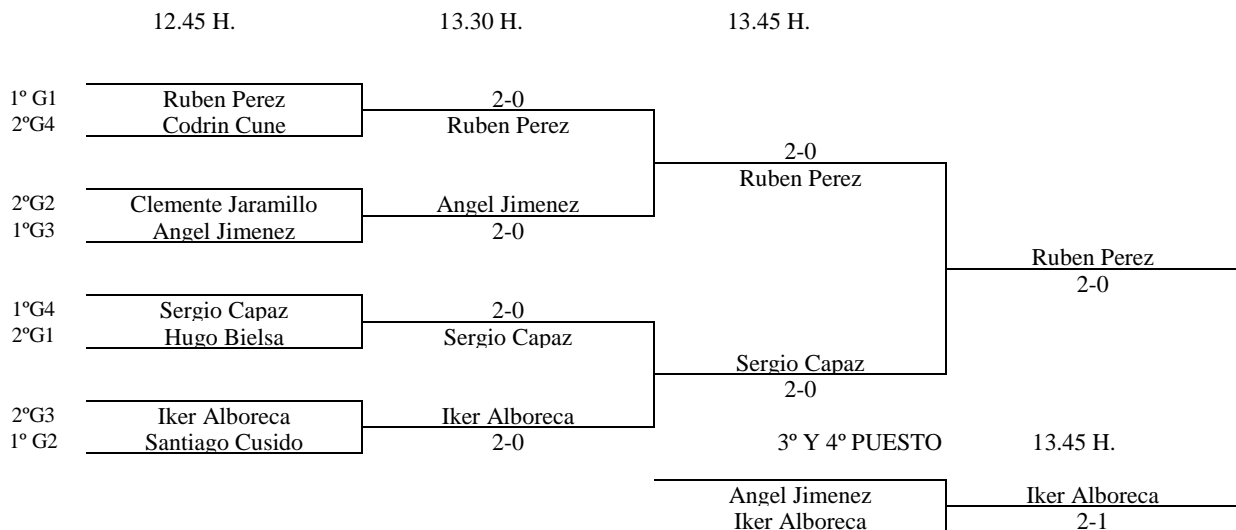 12.45 H. 13.30 H. 13.45 H.
1º G1 Ruben Perez 2-0
2ºG4 Codrin Cune Ruben Perez
2-0
Ruben Perez
2ºG2 Clemente Jaramillo Angel Jimenez
1ºG3 Angel Jimenez 2-0
Ruben Perez
2-0
1ºG4 Sergio Capaz 2-0
2ºG1 Hugo Bielsa Sergio Capaz
Sergio Capaz
2-0
2ºG3 Iker Alboreca Iker Alboreca
1º G2 Santiago Cusido 2-0 3º Y 4º PUESTO 13.45 H.
Angel Jimenez Iker Alboreca
Iker Alboreca 2-1